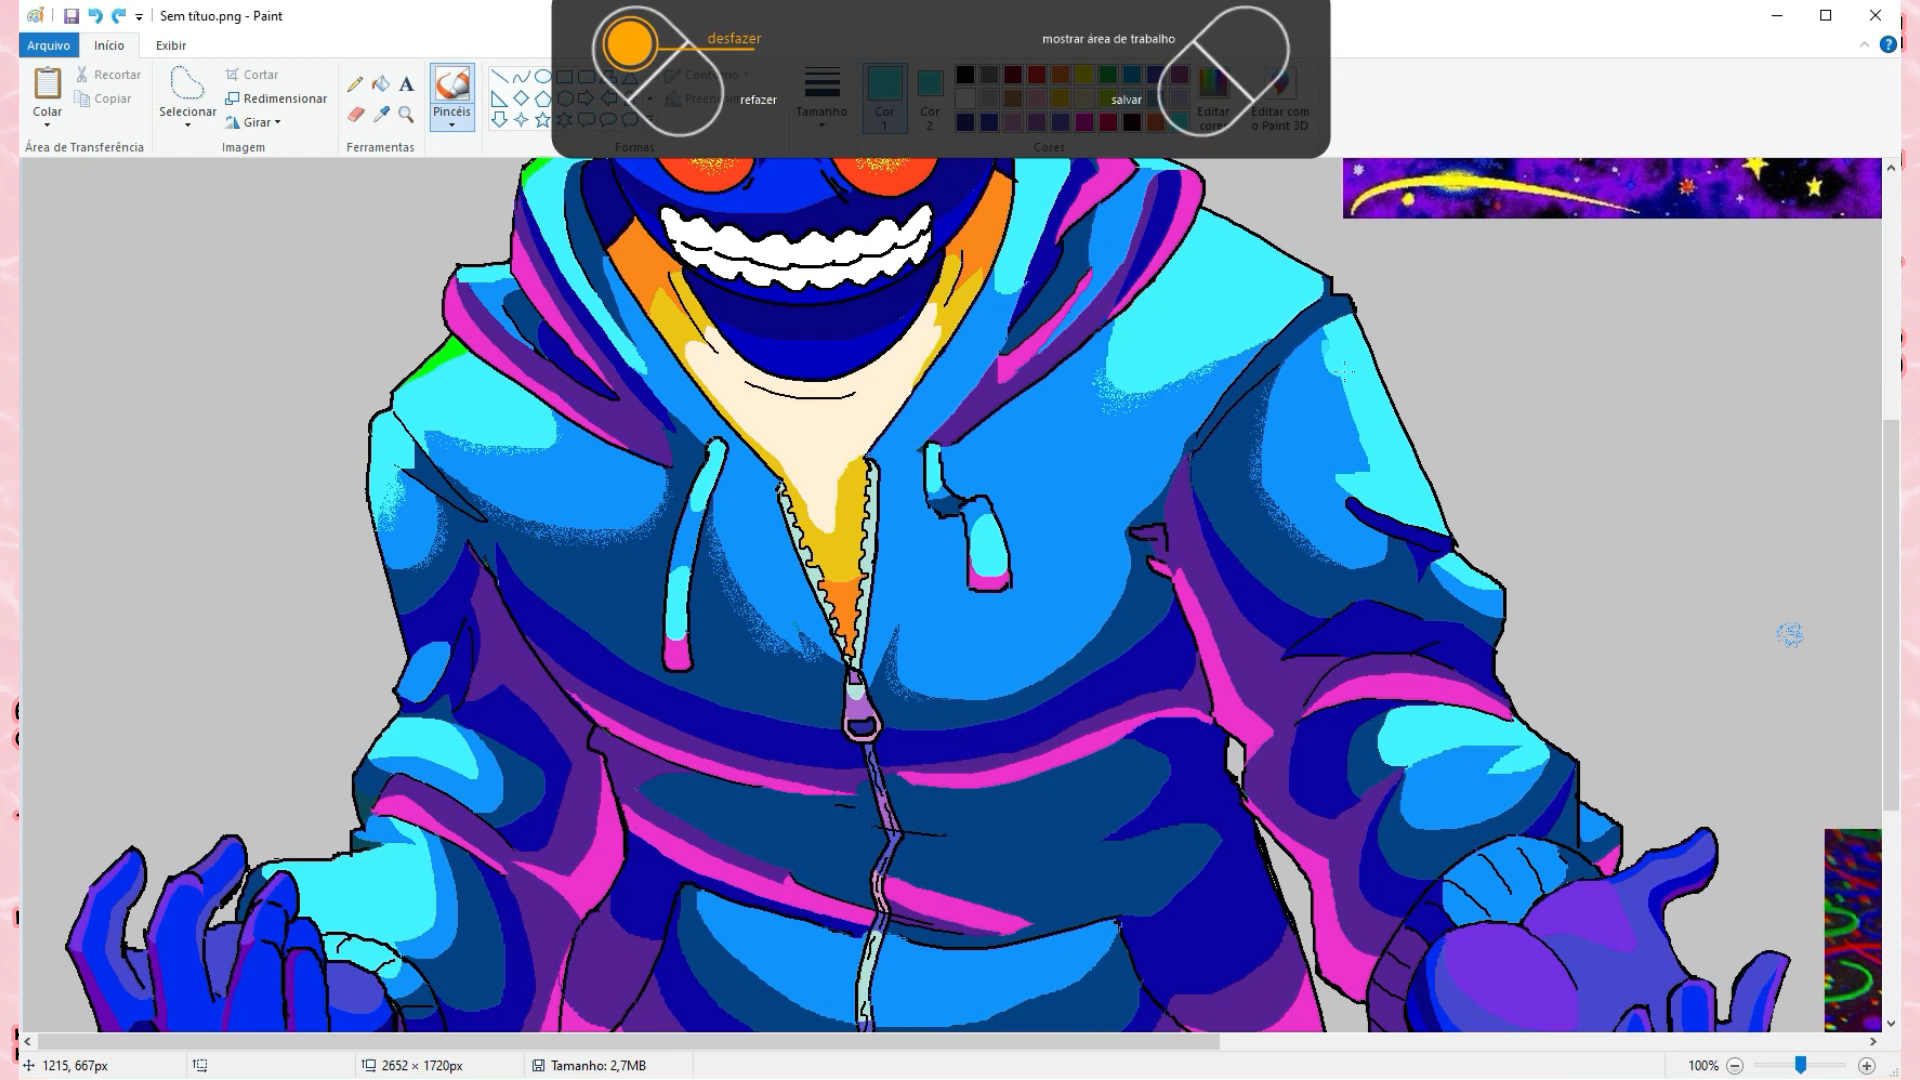 Sem títuo.png - Paint
Arquivo
Início
Exibir
desfazer
refazer
mostrar área de trabalho
salvar
Colar
Recortar
Copiar
Área de Transferência
Selecionar
Cortar
Redimensionar
Girar
Imagem
A
Ferramentas
Pincéis
Contorno
Formas
Tamanho
Cor
1
Cor
2
Cores
Editar
cores
Editar com
o Paint 3D
1215, 667px
2652 × 1720px
Tamanho: 2,7MB
100%